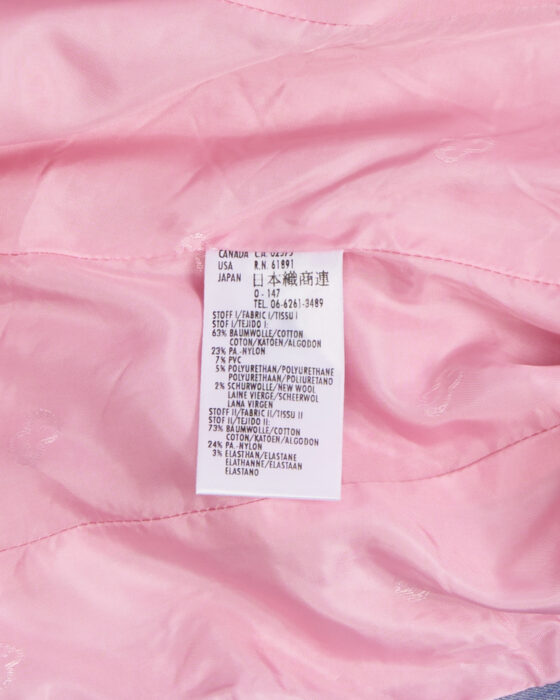 CANADA C.A. 02575
USA R.N. 61891
JAPAN 日本織商連
0 - 147
TEL. 06-6261-3489
STOFF I/FABRIC I/TISSU I
STOF I/TEJIDO I:
63% BAUMWOLLE/COTTON
COTON/KATOEN/ALGODON
23% PA.-NYLON
7% PVC
5% POLYURETHAN/POLYURETHANE
POLYURETHAAN/POLIURETANO
2% SCHURWOLLE/NEW WOOL
LAINE VIERGE/SCHEERWOL
LANA VIRGEN
STOFF II/FABRIC II/TISSU II
STOF II/TEJIDO II:
73% BAUMWOLLE/COTTON
COTON/KATOEN/ALGODON
24% PA.-NYLON
3% ELASTHAN/ELASTANE
ELATHANNE/ELASTAAN
ELASTANO